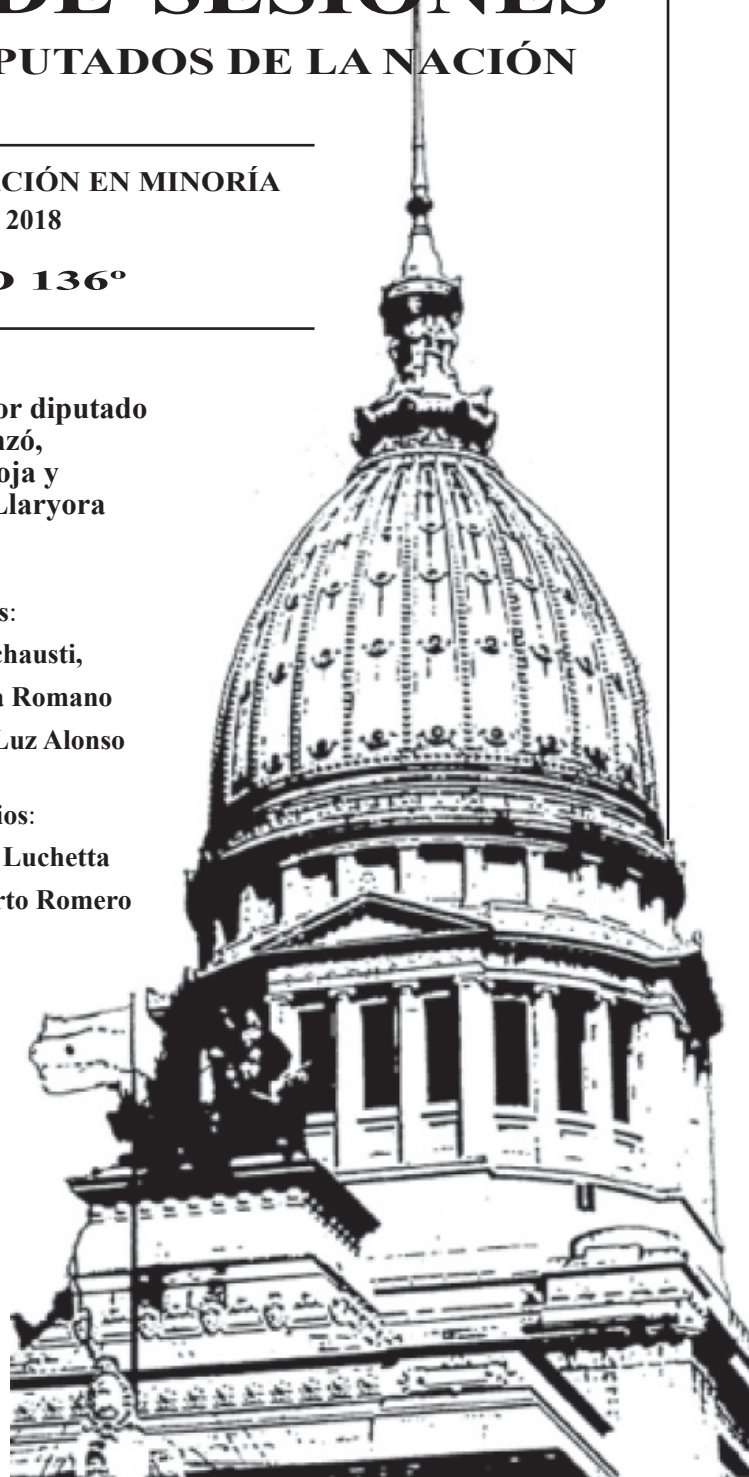 DE SESIONES
PUTADOS DE LA NACIÓN
CIÓN EN MINORÍA
2018
O 136º
or diputado
nzó,
oja y
Llaryora
s:
chausti,
a Romano
Luz Alonso
ios:
Luchetta
rto Romero